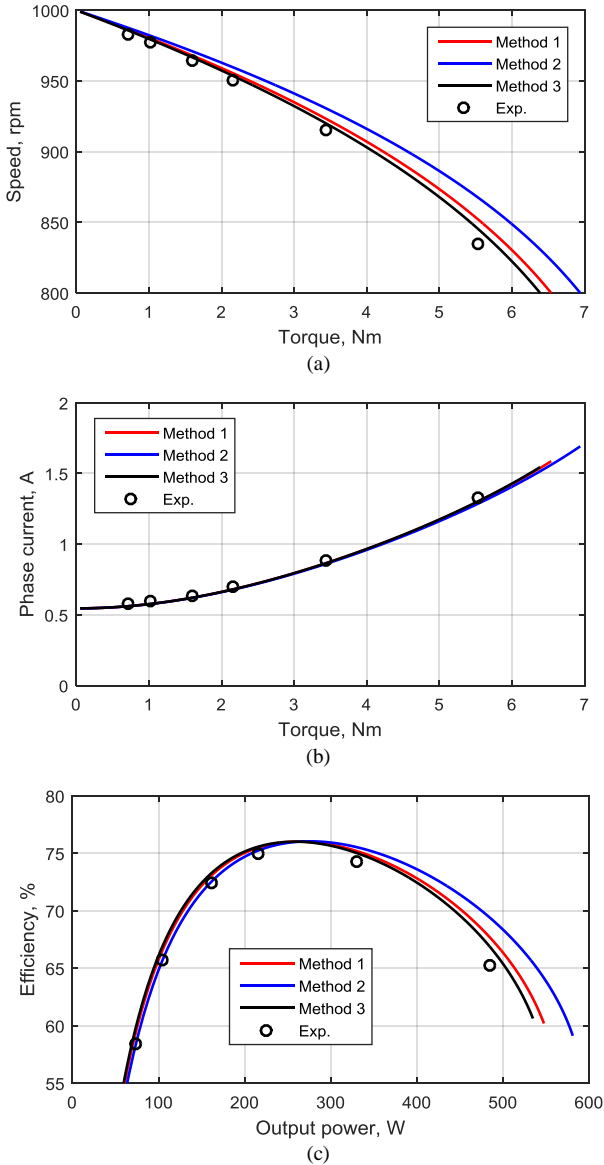 1000
950
900
850
800
Speed, rpm
Method 1
Method 2
Method 3
Exp.
0 1 2 3 4 5 6 7
Torque, Nm
(a)
2
1.5
1
0.5
0
Phase current, A
Method 1
Method 2
Method 3
Exp.
0 1 2 3 4 5 6 7
Torque, Nm
(b)
80
75
70
65
60
55
Efficiency, %
Method 1
Method 2
Method 3
Exp.
0 100 200 300 400 500 600
Output power, W
(c)